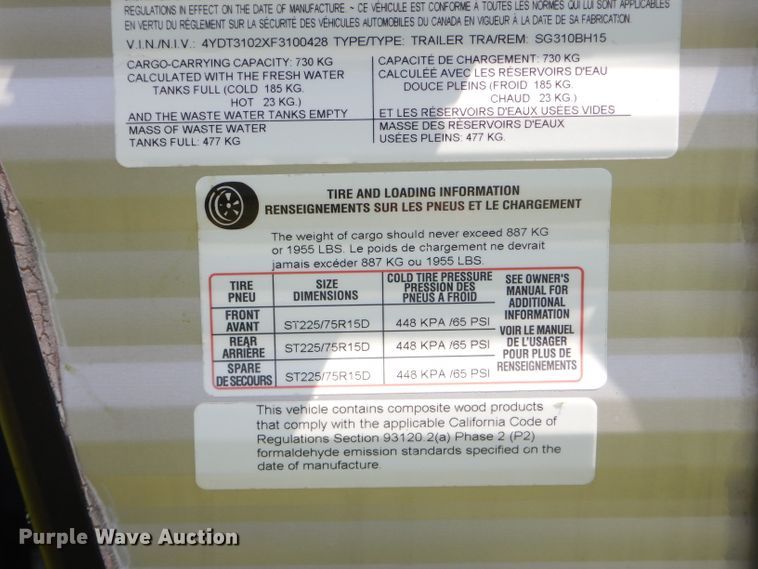 REGULATIONS IN EFFECT ON THE DATE OF MANUFACTURE. ~ CE VÉHICULE EST CONFORME A TOUTES LES NORMES QUI LUI SONT APPLICABLES
EN VERTU DU RÉGLEMENT SUR LA SÉCURITÉ DES VÉHICULES AUTOMOBILES DU CANADA EN VIGUEUR À LA DATE DE SA FABRICATION.
V.I.N./N.I.V.: 4YDT3102XF3100428 TYPE/TYPE: TRAILER TRA/REM: SG310BH15
CARGO-CARRYING CAPACITY: 730 KG
CALCULATED WITH THE FRESH WATER
TANKS FULL (COLD 185 KG.
HOT 23 KG.)
AND THE WASTE WATER TANKS EMPTY
MASS OF WASTE WATER
TANKS FULL: 477 KG
CAPACITÉ DE CHARGEMENT: 730 KG
CALCULÉE AVEC LES RÉSERVOIRS D'EAU
DOUCE PLEINS (FROID 185 KG.
CHAUD 23 KG.)
ET LES RÉSERVOIRS D'EAUX USÉES VIDES
MASSE DES RÉSERVOIRS D'EAUX
USÉES PLEINS: 477 KG.
TIRE AND LOADING INFORMATION
RENSEIGNEMENTS SUR LES PNEUS ET LE CHARGEMENT
The weight of cargo should never exceed 887 KG
or 1955 LBS. Le poids de chargement ne devrait
jamais excéder 887 KG ou 1955 LBS.
TIRE
PNEU
SIZE
DIMENSIONS
COLD TIRE PRESSURE
PRESSION DES
PNEUS A FROID
SEE OWNER'S
MANUAL FOR
ADDITIONAL
INFORMATION
VOIR LE MANUEL
DE L'USAGER
POUR PLUS DE
RENSEIGNEMENTS
FRONT
AVANT
ST225/75R15D
448 KPA /65 PSI
REAR
ARRIÈRE
ST225/75R15D
448 KPA /65 PSI
SPARE
DE SECOURS
ST225/75R15D
448 KPA /65 PSI
This vehicle contains composite wood products
that comply with the applicable California Code of
Regulations Section 93120.2(a) Phase 2 (P2)
formaldehyde emission standards specified on the
date of manufacture.
Purple Wave Auction